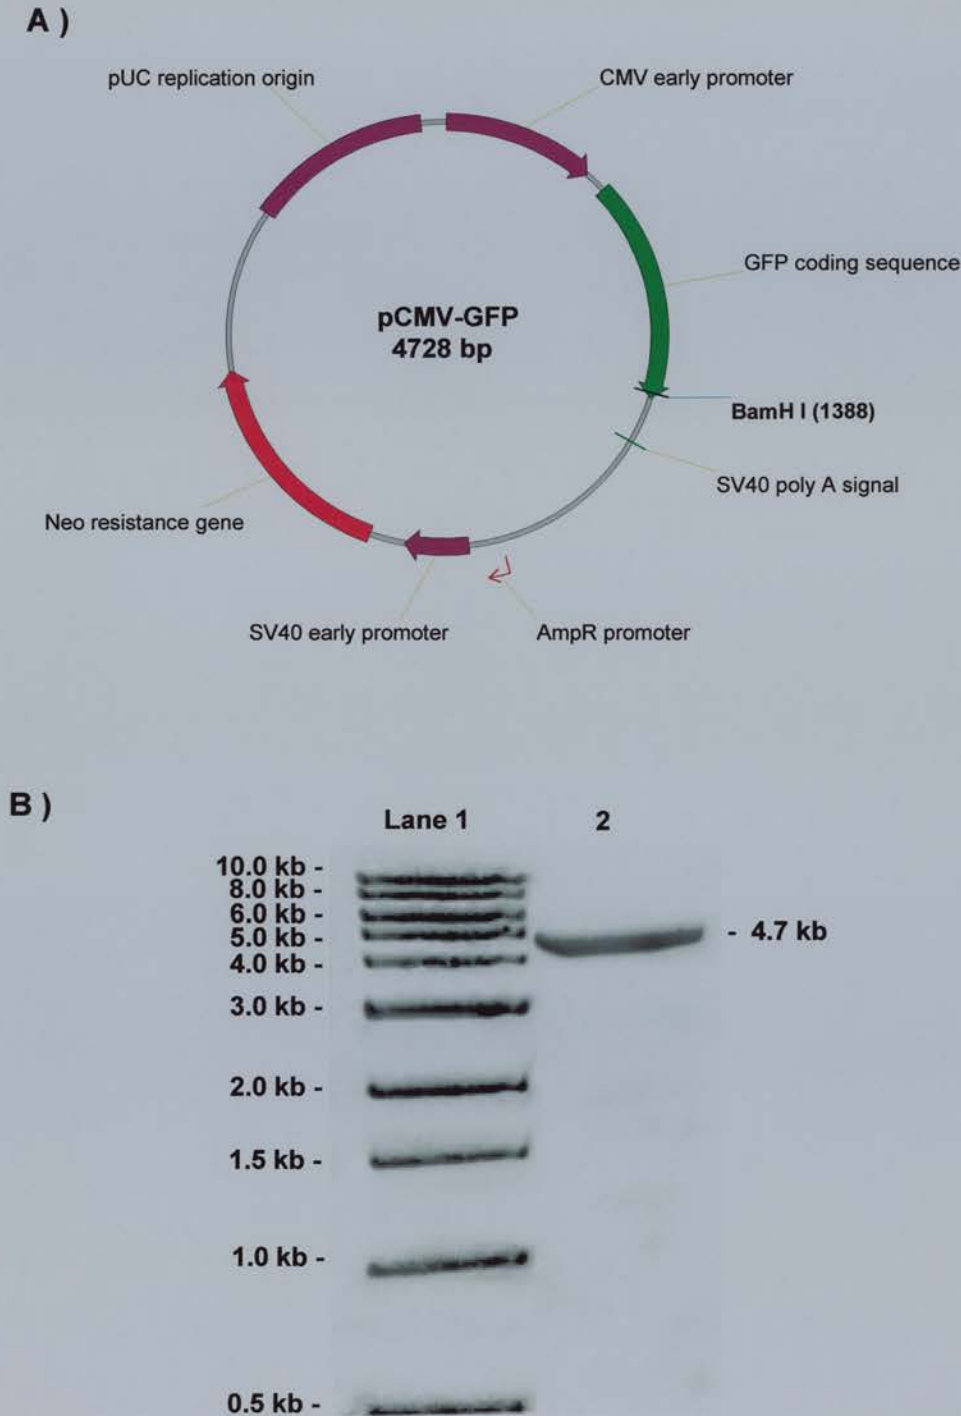 A )
pUC replication origin
CMV early promoter
GFP coding sequence
pCMV-GFP
4728 bp
BamH I (1388)
SV40 poly A signal
Neo resistance gene
SV40 early promoter
AmpR promoter
B )
Lane 1 2
10.0 kb -
8.0 kb -
6.0 kb -
5.0 kb -
- 4.7 kb
4.0 kb -
3.0 kb -
2.0 kb -
1.5 kb -
1.0 kb -
0.5 kb -